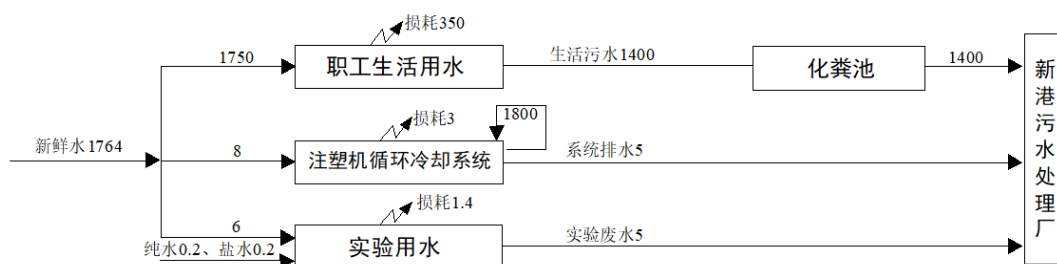 损耗350
1750
职工生活用水
生活污水1400
化粪池
1400
新港污水处理厂
新鲜水1764
8
损耗3
1800
注塑机循环冷却系统
系统排水5
6
损耗1.4
纯水0.2、盐水0.2
实验用水
实验废水5